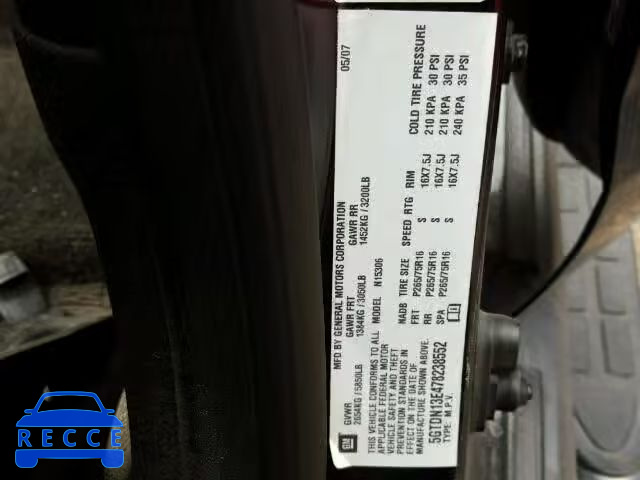 MFD BY GENERAL MOTORS CORPORATION
05/07
GVWR GAWR FRT GAWR RR
2654KG / 5850LB 1384KG / 3050LB 1452KG / 3200LB
THIS VEHICLE CONFORMS TO ALL MODEL N15306
APPLICABLE FEDERAL MOTOR
VEHICLE SAFETY AND THEFT
PREVENTION STANDARDS IN
EFFECT ON THE DATE OF
MANUFACTURE SHOWN ABOVE.
5GTDN13E478238552
TYPE: M.P.V.
NADB TIRE SIZE SPEED RTG RIM COLD TIRE PRESSURE
FRT P265/75R16 S 16X7.5J 210 KPA 30 PSI
RR P265/75R16 S 16X7.5J 210 KPA 30 PSI
SPA P265/75R16 S 16X7.5J 240 KPA 35 PSI
GM